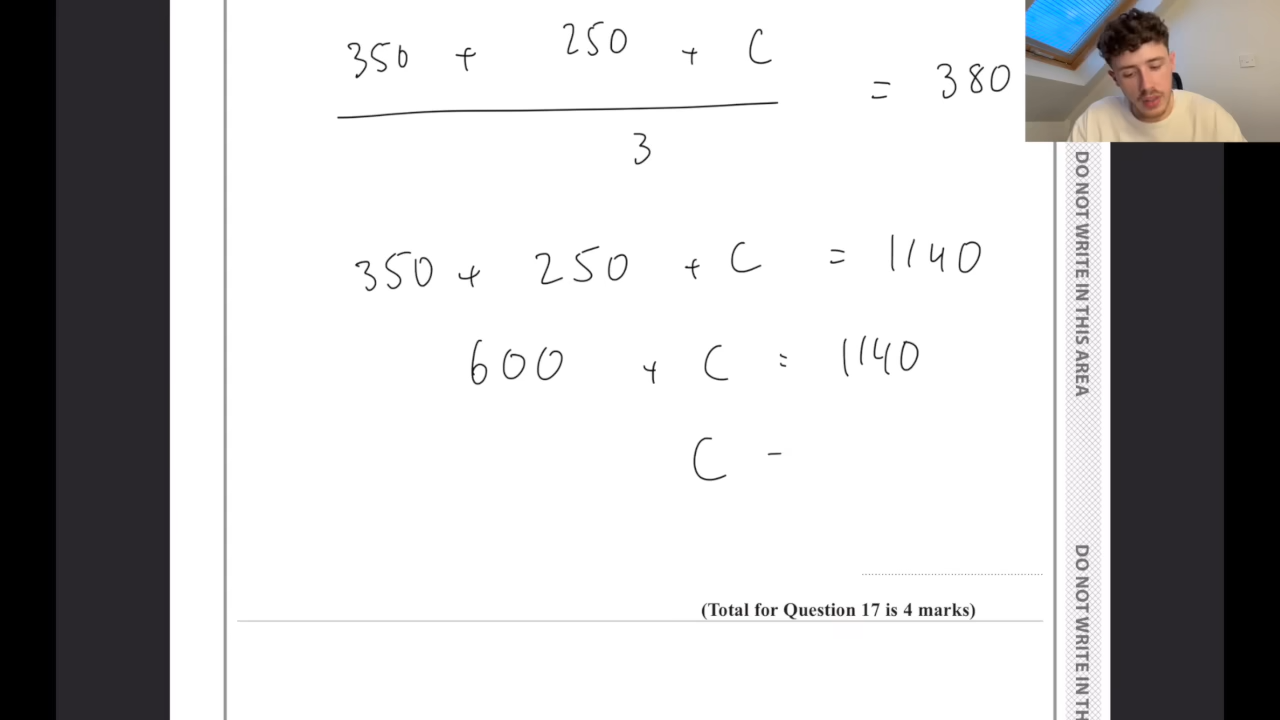 350 + 250 + C
= 380
3
350 + 250 + C = 1140
600 + C = 1140
C -
(Total for Question 17 is 4 marks)
DO NOT WRITE IN THIS AREA
DO NOT WRITE IN TH